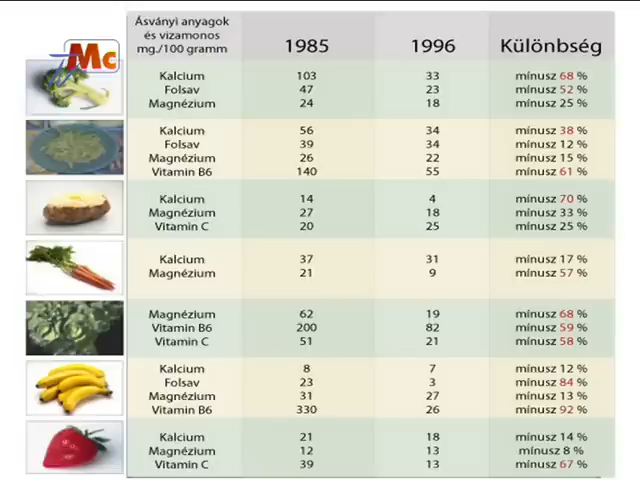 Ásványi anyagok
és vizamonos
mg./100 gramm
1985 1996 Különbség
Mc
Kalcium 103 33 mínusz 68 %
Folsav 47 23 mínusz 52 %
Magnézium 24 18 mínusz 25 %
Kalcium 56 34 mínusz 38 %
Folsav 39 34 mínusz 12 %
Magnézium 26 22 mínusz 15 %
Vitamin B6 140 55 mínusz 61 %
Kalcium 14 4 mínusz 70 %
Magnézium 27 18 mínusz 33 %
Vitamin C 20 25 mínusz 25 %
Kalcium 37 31 mínusz 17 %
Magnézium 21 9 mínusz 57 %
Magnézium 62 19 mínusz 68 %
Vitamin B6 200 82 mínusz 59 %
Vitamin C 51 21 mínusz 58 %
Kalcium 8 7 mínusz 12 %
Folsav 23 3 mínusz 84 %
Magnézium 31 27 mínusz 13 %
Vitamin B6 330 26 mínusz 92 %
Kalcium 21 18 mínusz 14 %
Magnézium 12 13 mínusz 8 %
Vitamin C 39 13 mínusz 67 %